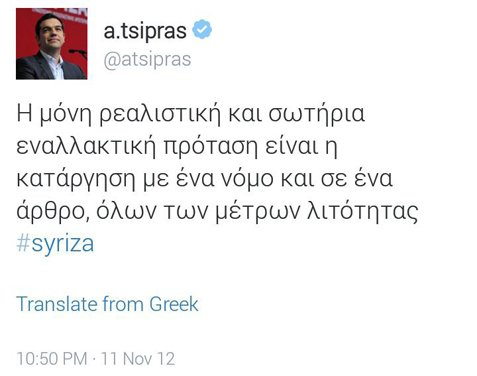 a.tsipras
@atsipras
Η μόνη ρεαλιστική και σωτήρια
εναλλακτική πρόταση είναι η
κατάργηση με ένα νόμο και σε ένα
άρθρο, όλων των μέτρων λιτότητας
#syriza
Translate from Greek
10:50 PM · 11 Nov 12